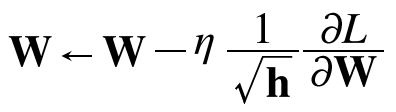 W ← W − η 1/√h ∂L/∂W